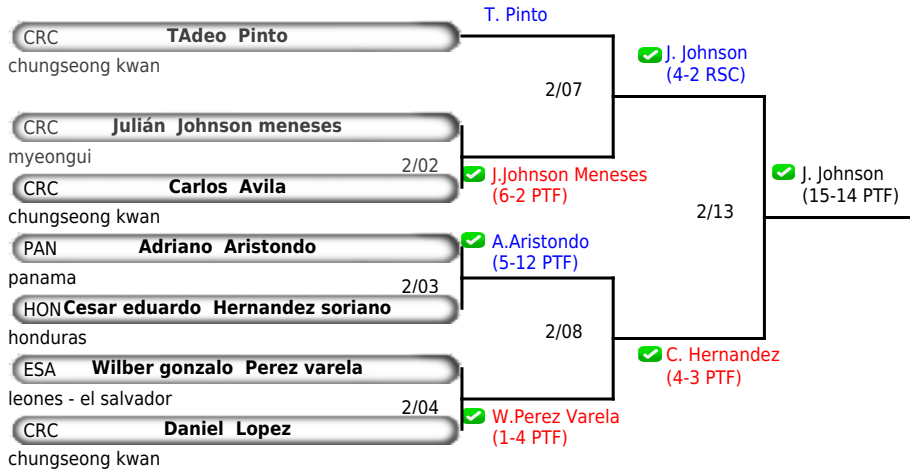 T. Pinto
CRC TAdeo Pinto
chungseong kwan
J. Johnson
(4-2 RSC)
2/07
CRC Julián Johnson meneses
myeongui
2/02
J.Johnson Meneses
(6-2 PTF)
CRC Carlos Avila
chungseong kwan
J. Johnson
(15-14 PTF)
2/13
PAN Adriano Aristondo
panama
A.Aristondo
(5-12 PTF)
2/03
HON Cesar eduardo Hernandez soriano
honduras
2/08
C. Hernandez
(4-3 PTF)
ESA Wilber gonzalo Perez varela
leones - el salvador
2/04
W.Perez Varela
(1-4 PTF)
CRC Daniel Lopez
chungseong kwan